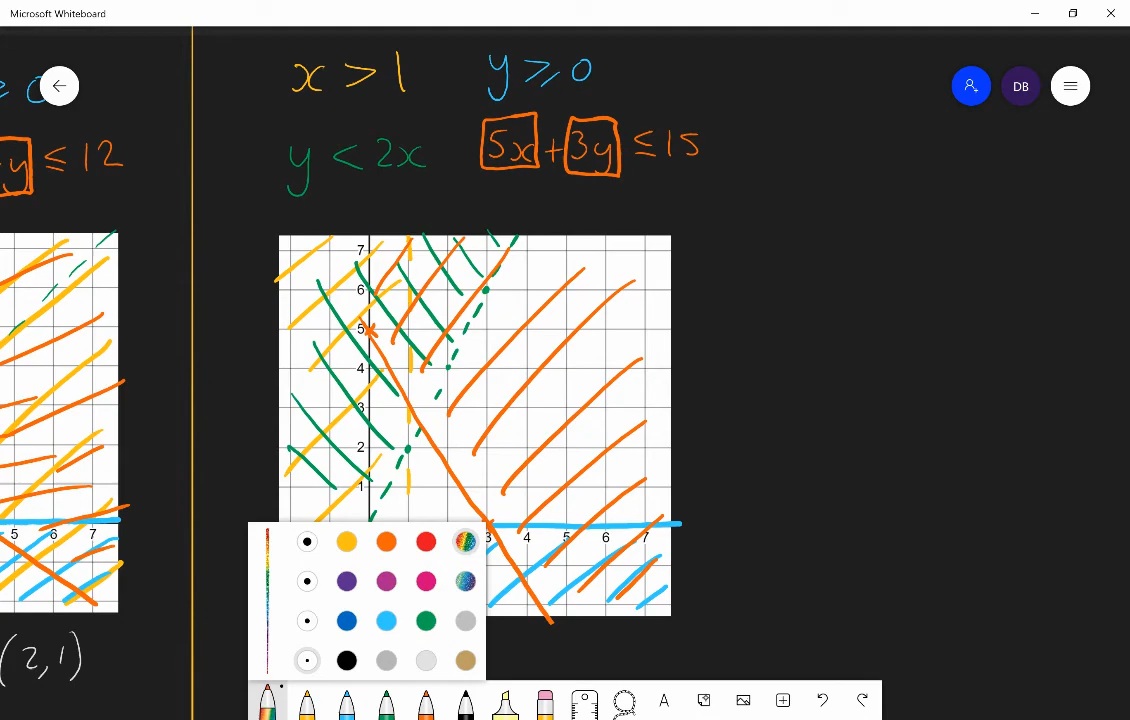 Microsoft Whiteboard
x > 1
y ⩾ 0
DB
y ≤ 12
y < 2x
5x + 3y ≤ 15
7
6
5
4
3
2
1
5 6 7
3 4 5 6 7
(2,1)
A